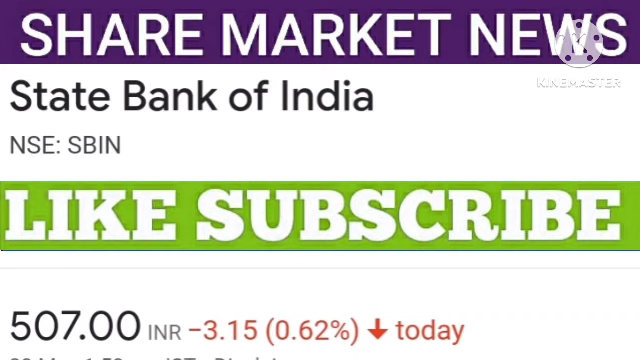 SHARE MARKET NEWS
KINEMASTER
State Bank of India
NSE: SBIN
LIKE SUBSCRIBE
507.00 INR −3.15 (0.62%) ↓ today